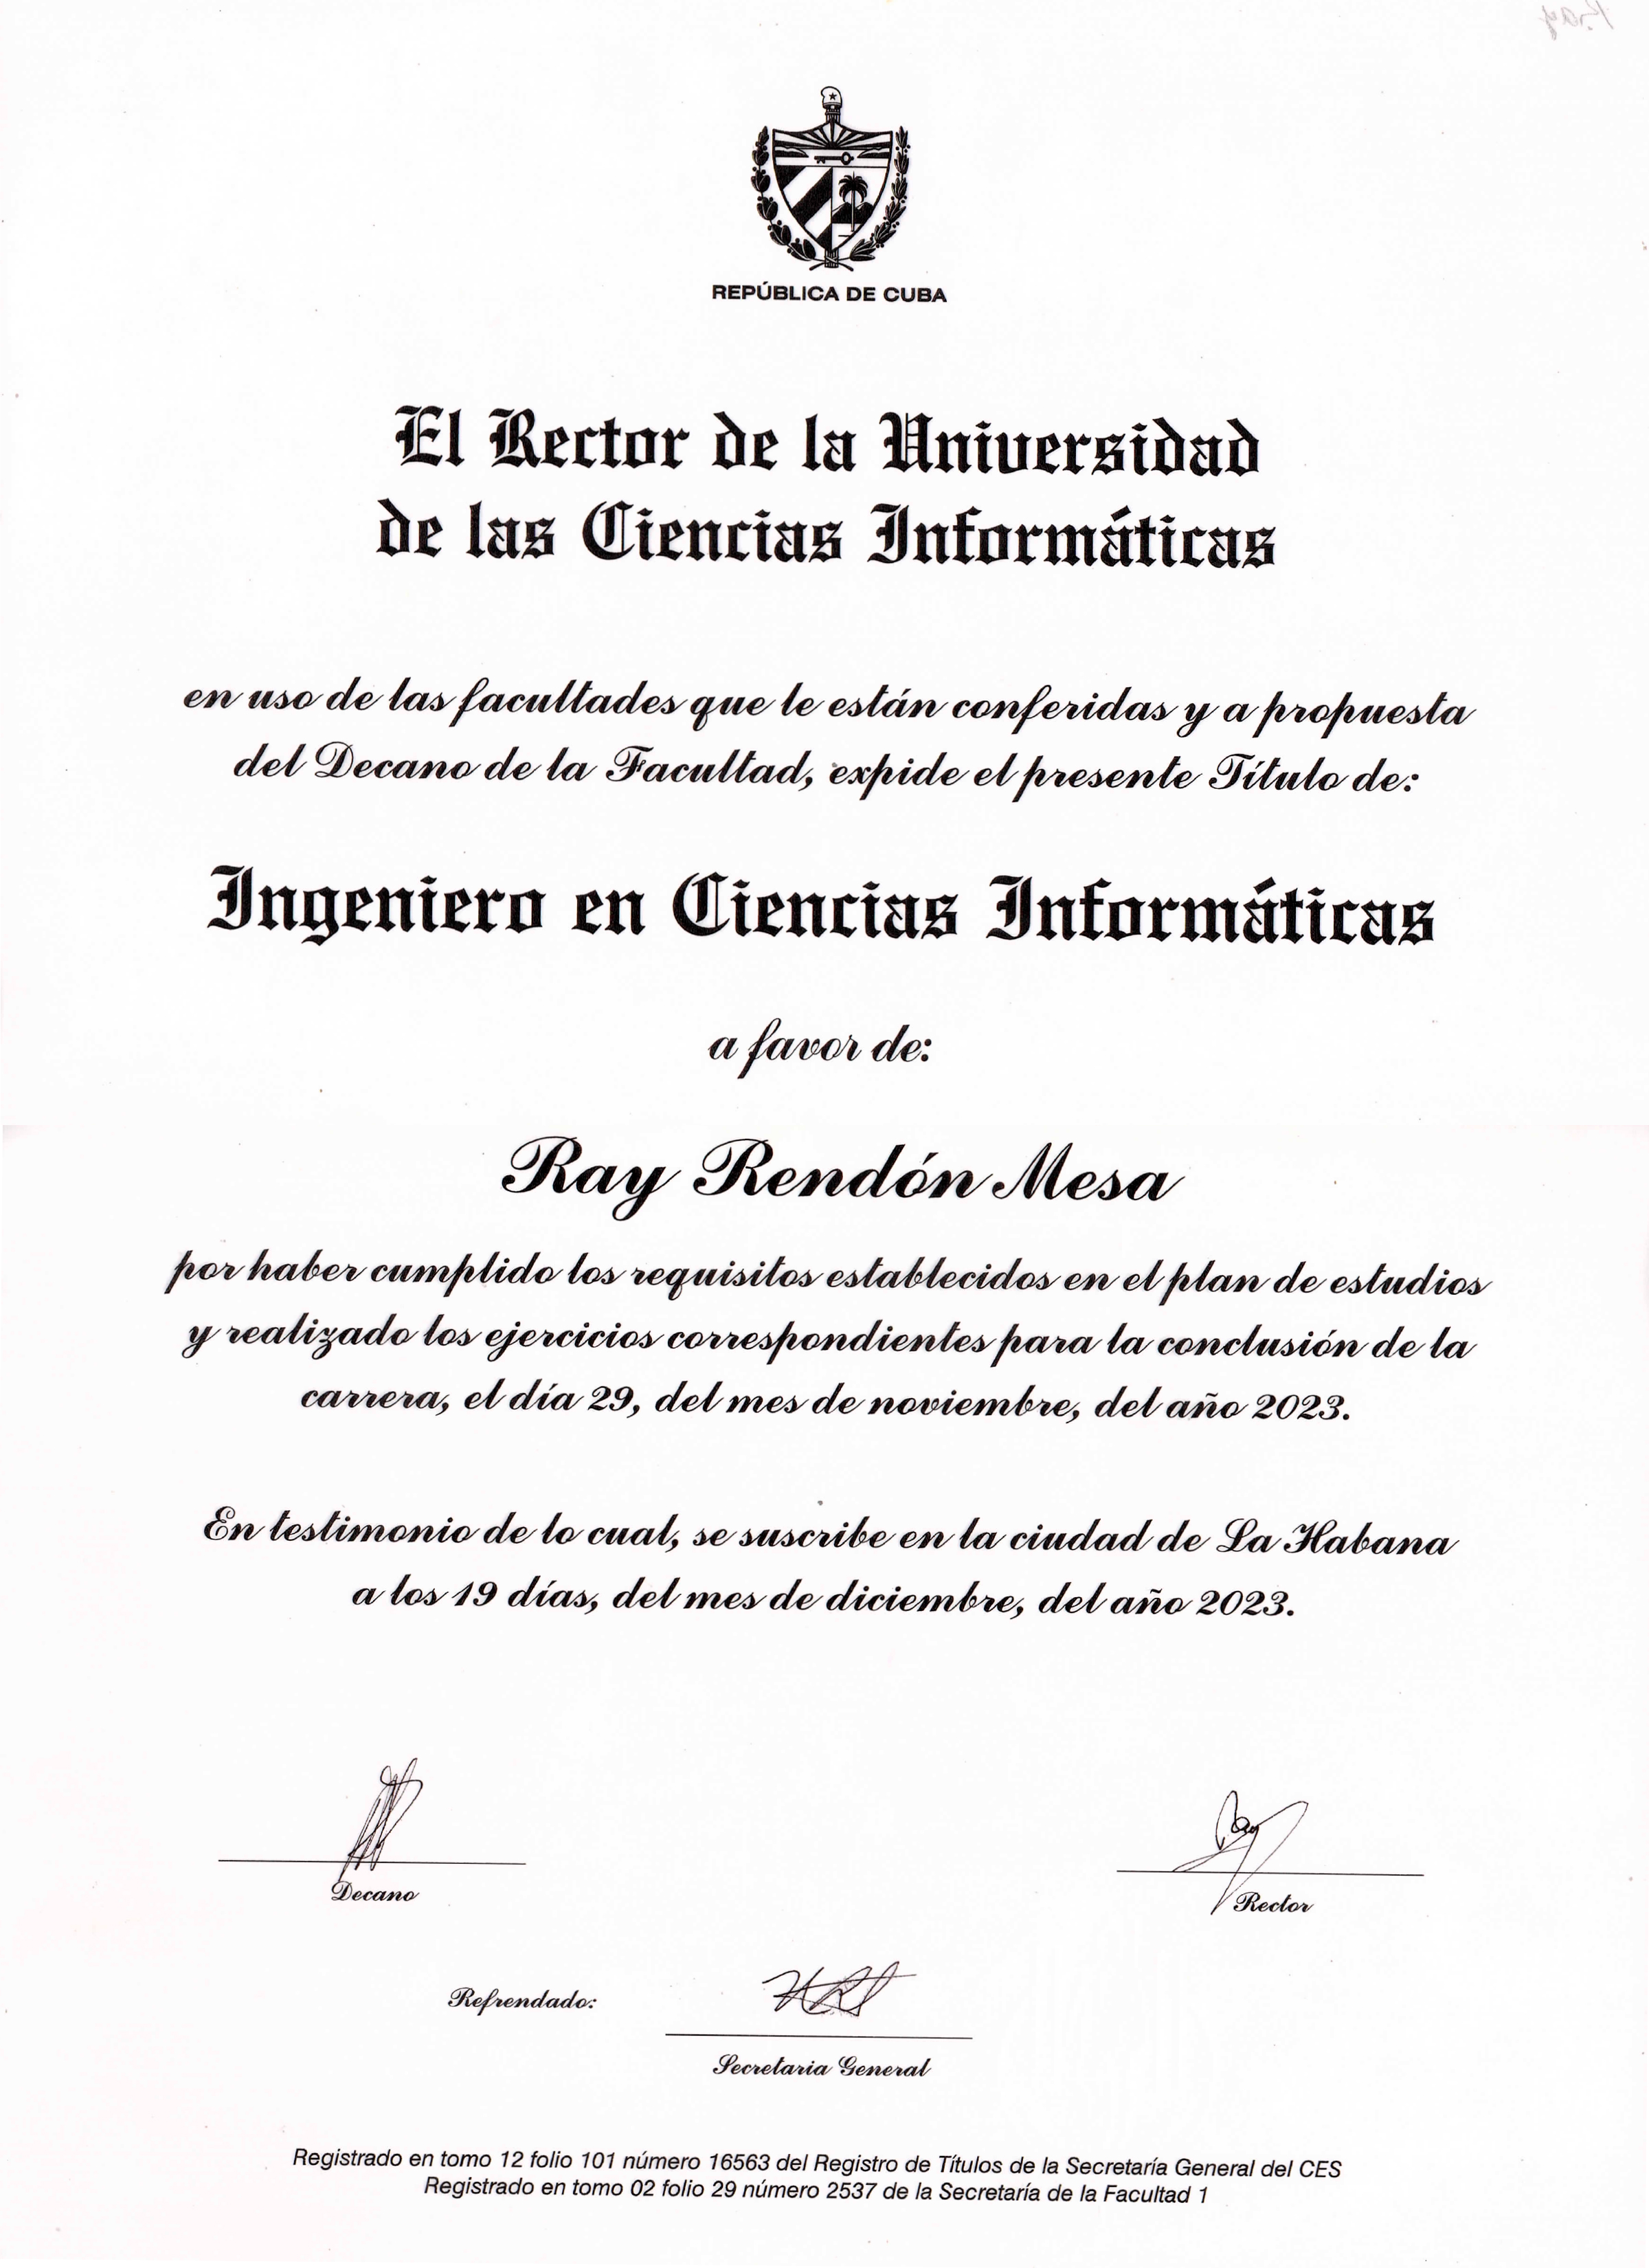 REPÚBLICA DE CUBA
El Rector de la Universidad
de las Ciencias Informáticas
en uso de las facultades que le están conferidas y a propuesta
del Decano de la Facultad, expide el presente Título de:
Ingeniero en Ciencias Informáticas
a favor de:
Ray Rendón Mesa
por haber cumplido los requisitos establecidos en el plan de estudios
y realizado los ejercicios correspondientes para la conclusión de la
carrera, el día 29, del mes de noviembre, del año 2023.
En testimonio de lo cual, se suscribe en la ciudad de La Habana
a los 19 días, del mes de diciembre, del año 2023.
Decano
Rector
Refrendado:
Secretaria General
Registrado en tomo 12 folio 101 número 16563 del Registro de Títulos de la Secretaría General del CES
Registrado en tomo 02 folio 29 número 2537 de la Secretaría de la Facultad 1